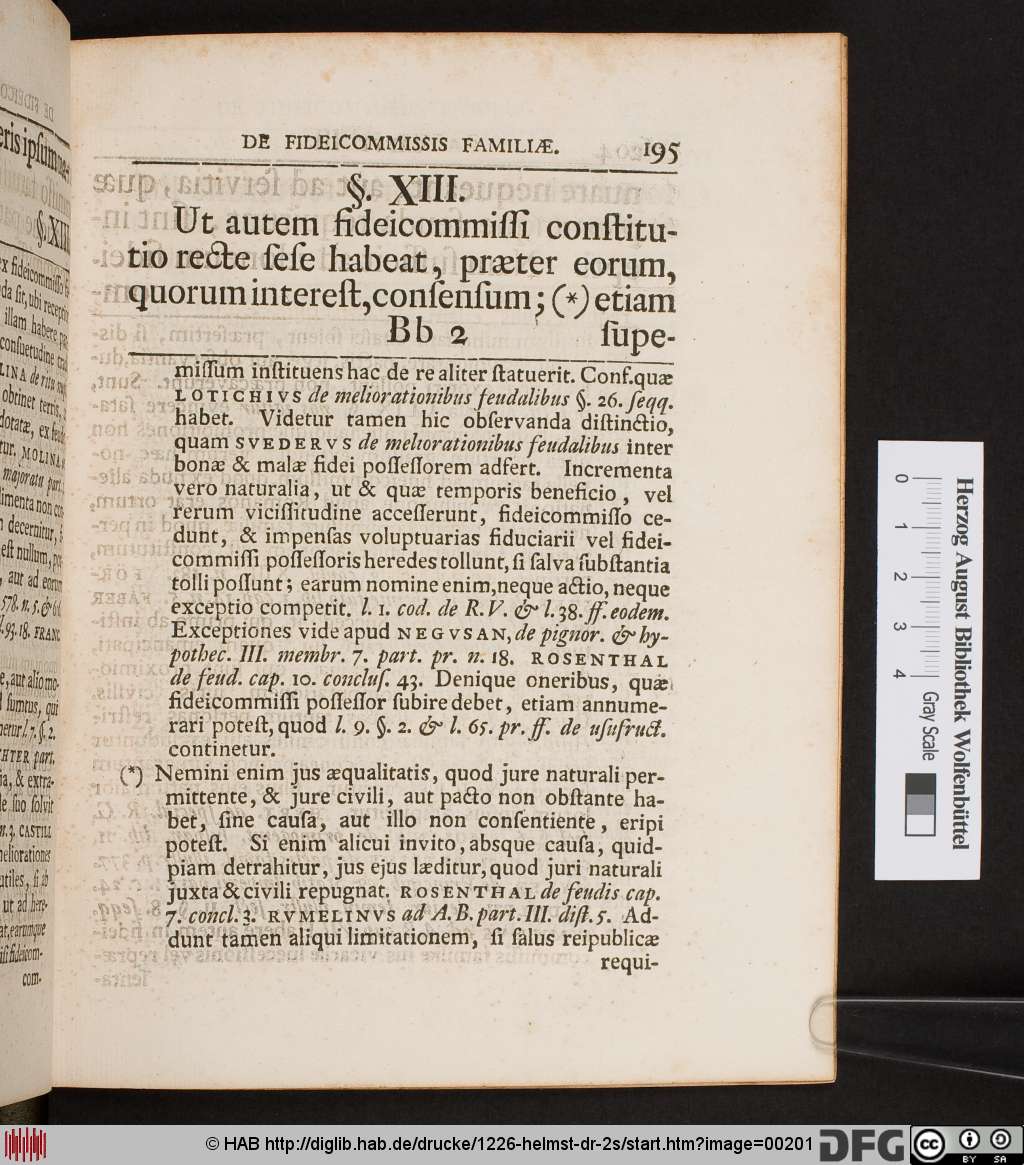 DE FIDEICOMMISSIS FAMILIÆ. 195
§. XIII.
Ut autem fideicommiſſi conſtitu-
tio recte ſeſe habeat, præter eorum,
quorum intereſt, conſenſum; (*) etiam
Bb 2 ſupe-
miſſum inſtituens hac de re aliter ſtatuerit. Conf. quæ
LOTICHIVS de meliorationibus feudalibus §. 26. ſeqq.
habet. Videtur tamen hic obſervanda diſtinctio,
quam SVEDERVS de meliorationibus feudalibus inter
bonæ & malæ fidei poſſeſſorem adfert. Incrementa
vero naturalia, ut & quæ temporis beneficio, vel
rerum viciſſitudine acceſſerunt, fideicommiſſo ce-
dunt, & impenſas voluptuarias fiduciarii vel fidei-
commiſſi poſſeſſoris heredes tollunt, ſi ſalva ſubſtantia
tolli poſſunt; earum nomine enim, neque actio, neque
exceptio competit. l. 1. cod. de R. V. & l. 38. ff. eodem.
Exceptiones vide apud NEGVSAN, de pignor. & hy-
pothec. III. membr. 7. part. pr. n. 18. ROSENTHAL
de feud. cap. 10. concluſ. 43. Denique oneribus, quæ
fideicommiſſi poſſeſſor ſubire debet, etiam annume-
rari poteſt, quod l. 9. §. 2. & l. 65. pr. ff. de uſufruct.
continetur.
(*) Nemini enim jus æqualitatis, quod jure naturali per-
mittente, & jure civili, aut pacto non obſtante ha-
bet, ſine cauſa, aut illo non conſentiente, eripi
poteſt. Si enim alicui invito, absque cauſa, quid-
piam detrahitur, jus ejus læditur, quod juri naturali
juxta & civili repugnat. ROSENTHAL de feudis cap.
7. concl. 3. RVMELINVS ad A. B. part. III. diſt. 5. Ad-
dunt tamen aliqui limitationem, ſi ſalus reipublicæ
requi-
Herzog August Bibliothek Wolfenbüttel
Gray Scale
0 1 2 3 4
© HAB http://diglib.hab.de/drucke/1226-helmst-dr-2s/start.htm?image=00201
DFG
cc BY SA